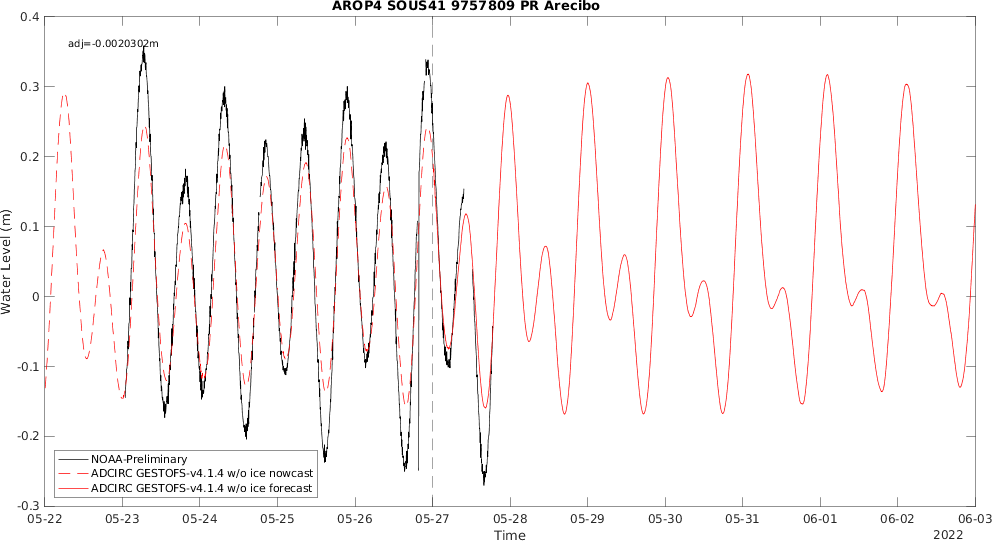 AROP4 SOUS41 9757809 PR Arecibo
adj=-0.0020302m
0.4
0.3
0.2
0.1
0
-0.1
-0.2
-0.3
Water Level (m)
NOAA-Preliminary
ADCIRC GESTOFS-v4.1.4 w/o ice nowcast
ADCIRC GESTOFS-v4.1.4 w/o ice forecast
05-22 05-23 05-24 05-25 05-26 05-27 05-28 05-29 05-30 05-31 06-01 06-02 06-03
Time
2022